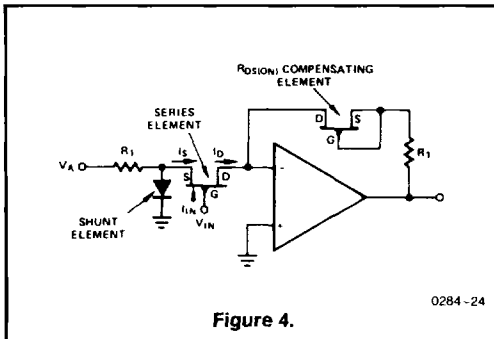 RDS(ON) COMPENSATING
ELEMENT
SERIES
ELEMENT
D
S
G
R1
VA
R1
IS
ID
S
D
G
IIN
VIN
-
+
SHUNT
ELEMENT
0284-24
Figure 4.